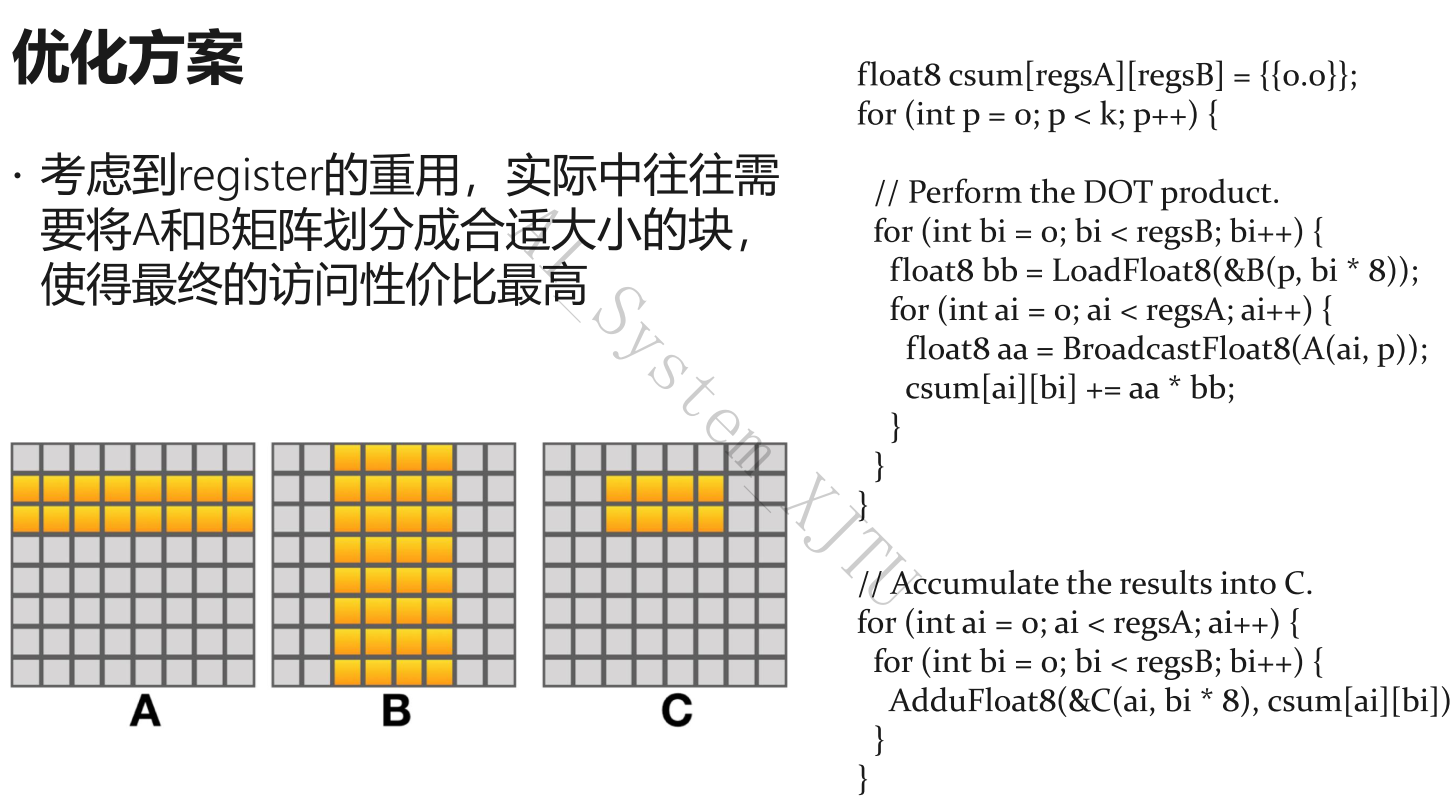 优化方案
· 考虑到register的重用，实际中往往需
要将A和B矩阵划分成合适大小的块，
使得最终的访问性价比最高
A
B
C
float8 csum[regsA][regsB] = {{0.0}};
for (int p = 0; p < k; p++) {
// Perform the DOT product.
for (int bi = 0; bi < regsB; bi++) {
float8 bb = LoadFloat8(&B(p, bi * 8));
for (int ai = 0; ai < regsA; ai++) {
float8 aa = BroadcastFloat8(A(ai, p));
csum[ai][bi] += aa * bb;
}
}
}
// Accumulate the results into C.
for (int ai = 0; ai < regsA; ai++) {
for (int bi = 0; bi < regsB; bi++) {
AdduFloat8(&C(ai, bi * 8), csum[ai][bi])
}
}
AI_System_XJTU